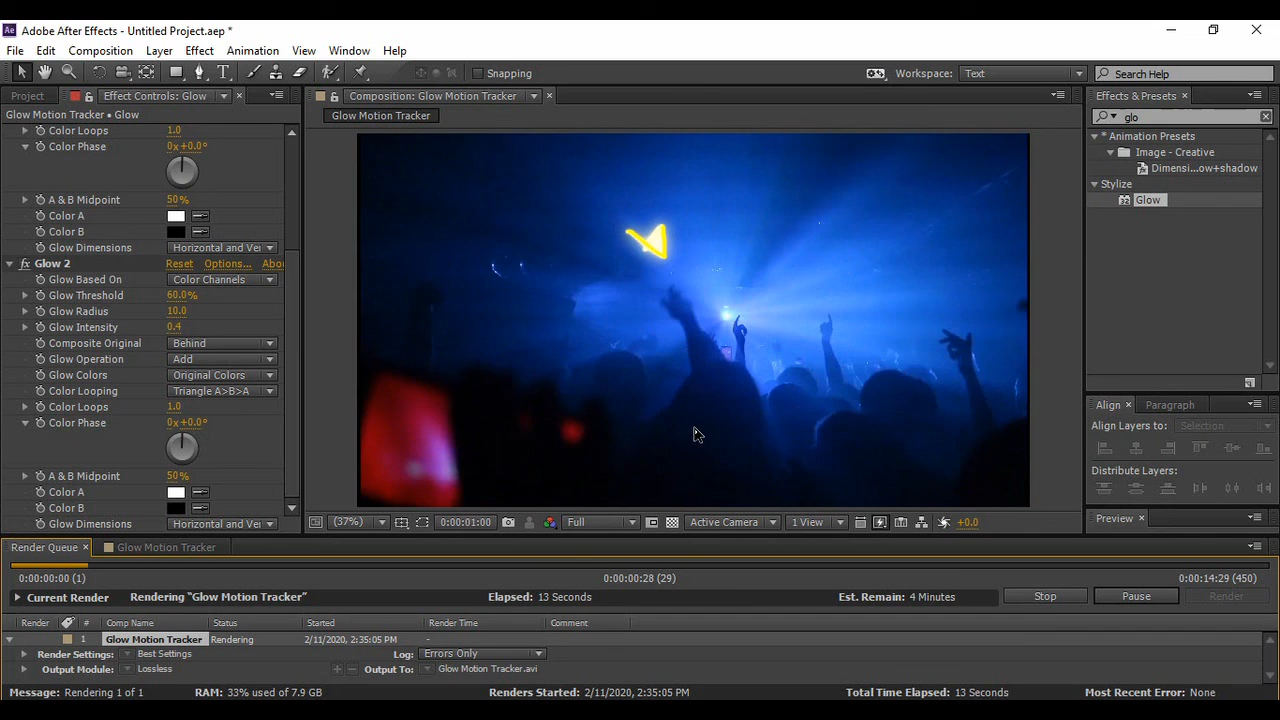 Adobe After Effects - Untitled Project.aep *
File Edit Composition Layer Effect Animation View Window Help
Snapping
Workspace: Text
Search Help
Project
Effect Controls: Glow
Glow Motion Tracker • Glow
Color Loops 1.0
Color Phase 0x+0.0°
A & B Midpoint 50%
Color A
Color B
Glow Dimensions Horizontal and Ver
fx Glow 2 Reset Options... Abou
Glow Based On Color Channels
Glow Threshold 60.0%
Glow Radius 10.0
Glow Intensity 0.4
Composite Original Behind
Glow Operation Add
Glow Colors Original Colors
Color Looping Triangle A>B>A
Color Loops 1.0
Color Phase 0x+0.0°
A & B Midpoint 50%
Color A
Color B
Glow Dimensions Horizontal and Ver
Composition: Glow Motion Tracker
Glow Motion Tracker
(37%) 0:00:01:00 Full Active Camera 1 View +0.0
Effects & Presets
glo
* Animation Presets
Image - Creative
Dimensi...ow+shadow
Stylize
Glow
Align Paragraph
Align Layers to: Selection
Distribute Layers:
Preview
Render Queue Glow Motion Tracker
0:00:00:00 (1) 0:00:00:28 (29) 0:00:14:29 (450)
Current Render Rendering "Glow Motion Tracker" Elapsed: 13 Seconds Est. Remain: 4 Minutes Stop Pause Render
Render # Comp Name Status Started Render Time Comment
1 Glow Motion Tracker Rendering 2/11/2020, 2:35:05 PM -
Render Settings: Best Settings Log: Errors Only
Output Module: Lossless Output To: Glow Motion Tracker.avi
Message: Rendering 1 of 1 RAM: 33% used of 7.9 GB Renders Started: 2/11/2020, 2:35:05 PM Total Time Elapsed: 13 Seconds Most Recent Error: None